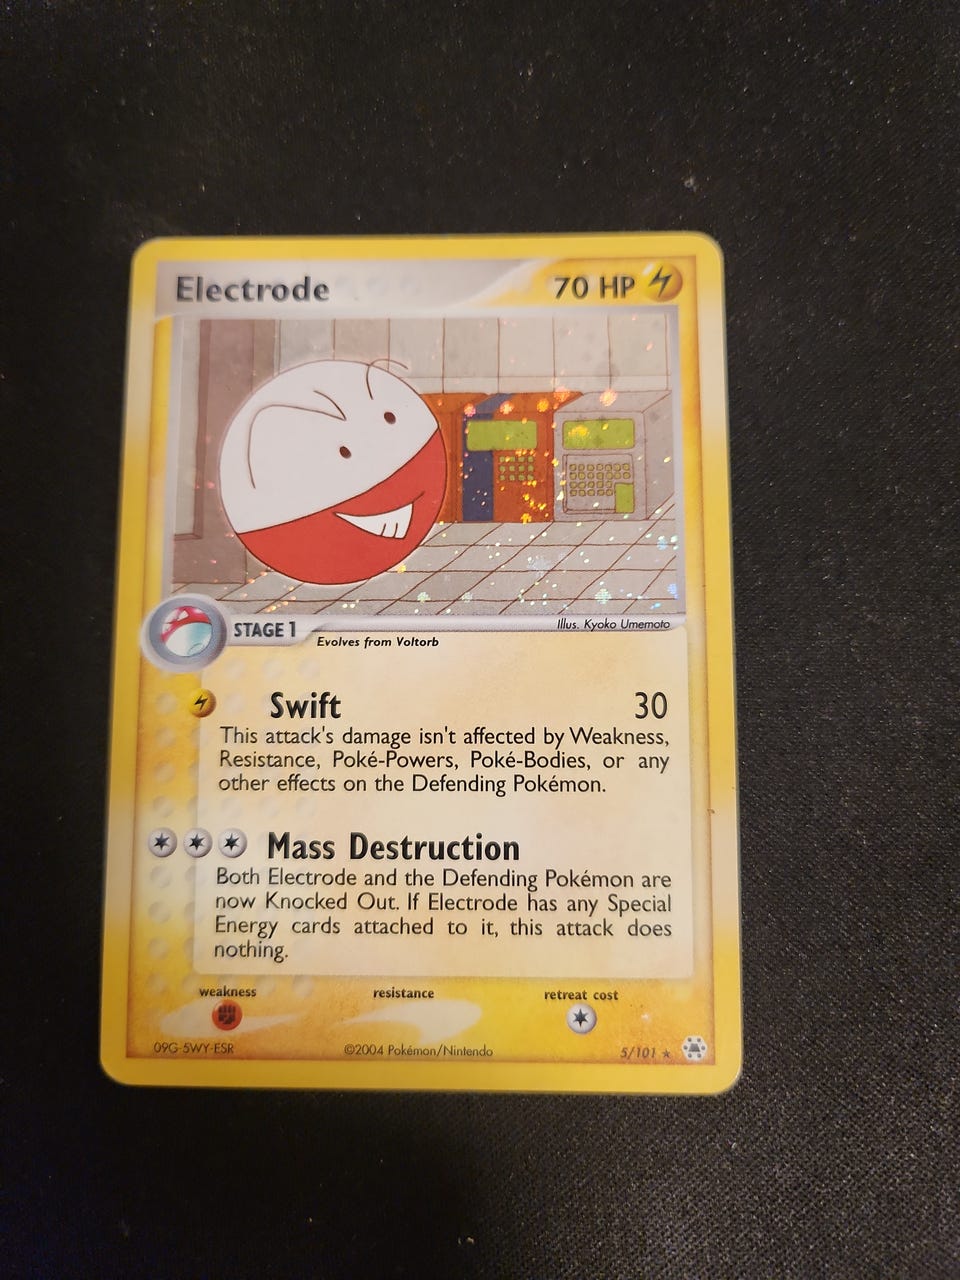 Electrode 70 HP
Illus. Kyoko Umemoto
STAGE 1
Evolves from Voltorb
Swift 30
This attack's damage isn't affected by Weakness,
Resistance, Poké-Powers, Poké-Bodies, or any
other effects on the Defending Pokémon.
Mass Destruction
Both Electrode and the Defending Pokémon are
now Knocked Out. If Electrode has any Special
Energy cards attached to it, this attack does
nothing.
weakness resistance retreat cost
09G-5WY-ESR ©2004 Pokémon/Nintendo 5/101 ★